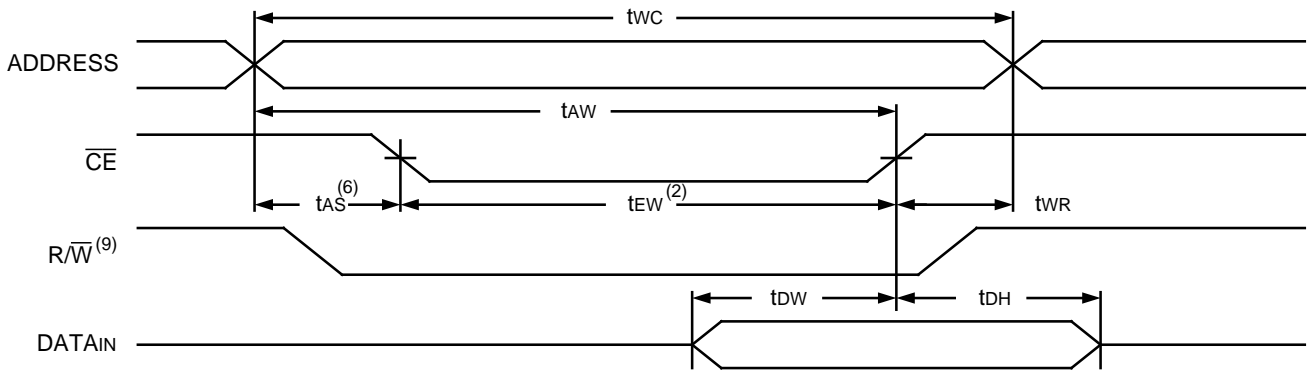 tWC
ADDRESS
tAW
CE
tAS(6)
tEW(2)
tWR
R/W(9)
tDW
tDH
DATAIN